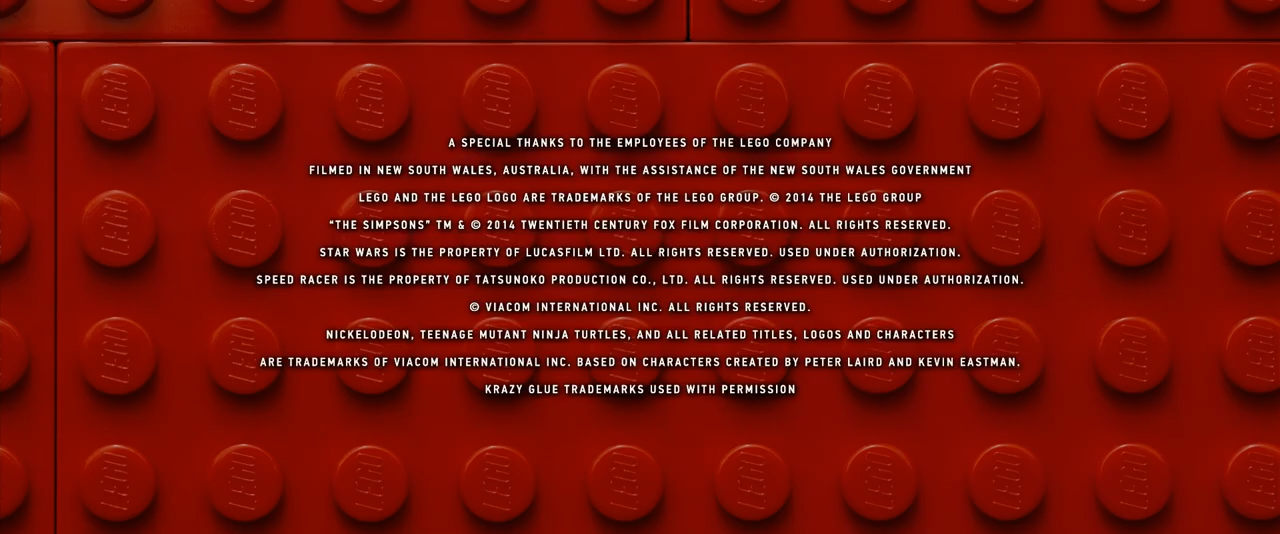 A SPECIAL THANKS TO THE EMPLOYEES OF THE LEGO COMPANY
FILMED IN NEW SOUTH WALES, AUSTRALIA, WITH THE ASSISTANCE OF THE NEW SOUTH WALES GOVERNMENT
LEGO AND THE LEGO LOGO ARE TRADEMARKS OF THE LEGO GROUP. © 2014 THE LEGO GROUP
“THE SIMPSONS” TM & © 2014 TWENTIETH CENTURY FOX FILM CORPORATION. ALL RIGHTS RESERVED.
STAR WARS IS THE PROPERTY OF LUCASFILM LTD. ALL RIGHTS RESERVED. USED UNDER AUTHORIZATION.
SPEED RACER IS THE PROPERTY OF TATSUNOKO PRODUCTION CO., LTD. ALL RIGHTS RESERVED. USED UNDER AUTHORIZATION.
© VIACOM INTERNATIONAL INC. ALL RIGHTS RESERVED.
NICKELODEON, TEENAGE MUTANT NINJA TURTLES, AND ALL RELATED TITLES, LOGOS AND CHARACTERS
ARE TRADEMARKS OF VIACOM INTERNATIONAL INC. BASED ON CHARACTERS CREATED BY PETER LAIRD AND KEVIN EASTMAN.
KRAZY GLUE TRADEMARKS USED WITH PERMISSION